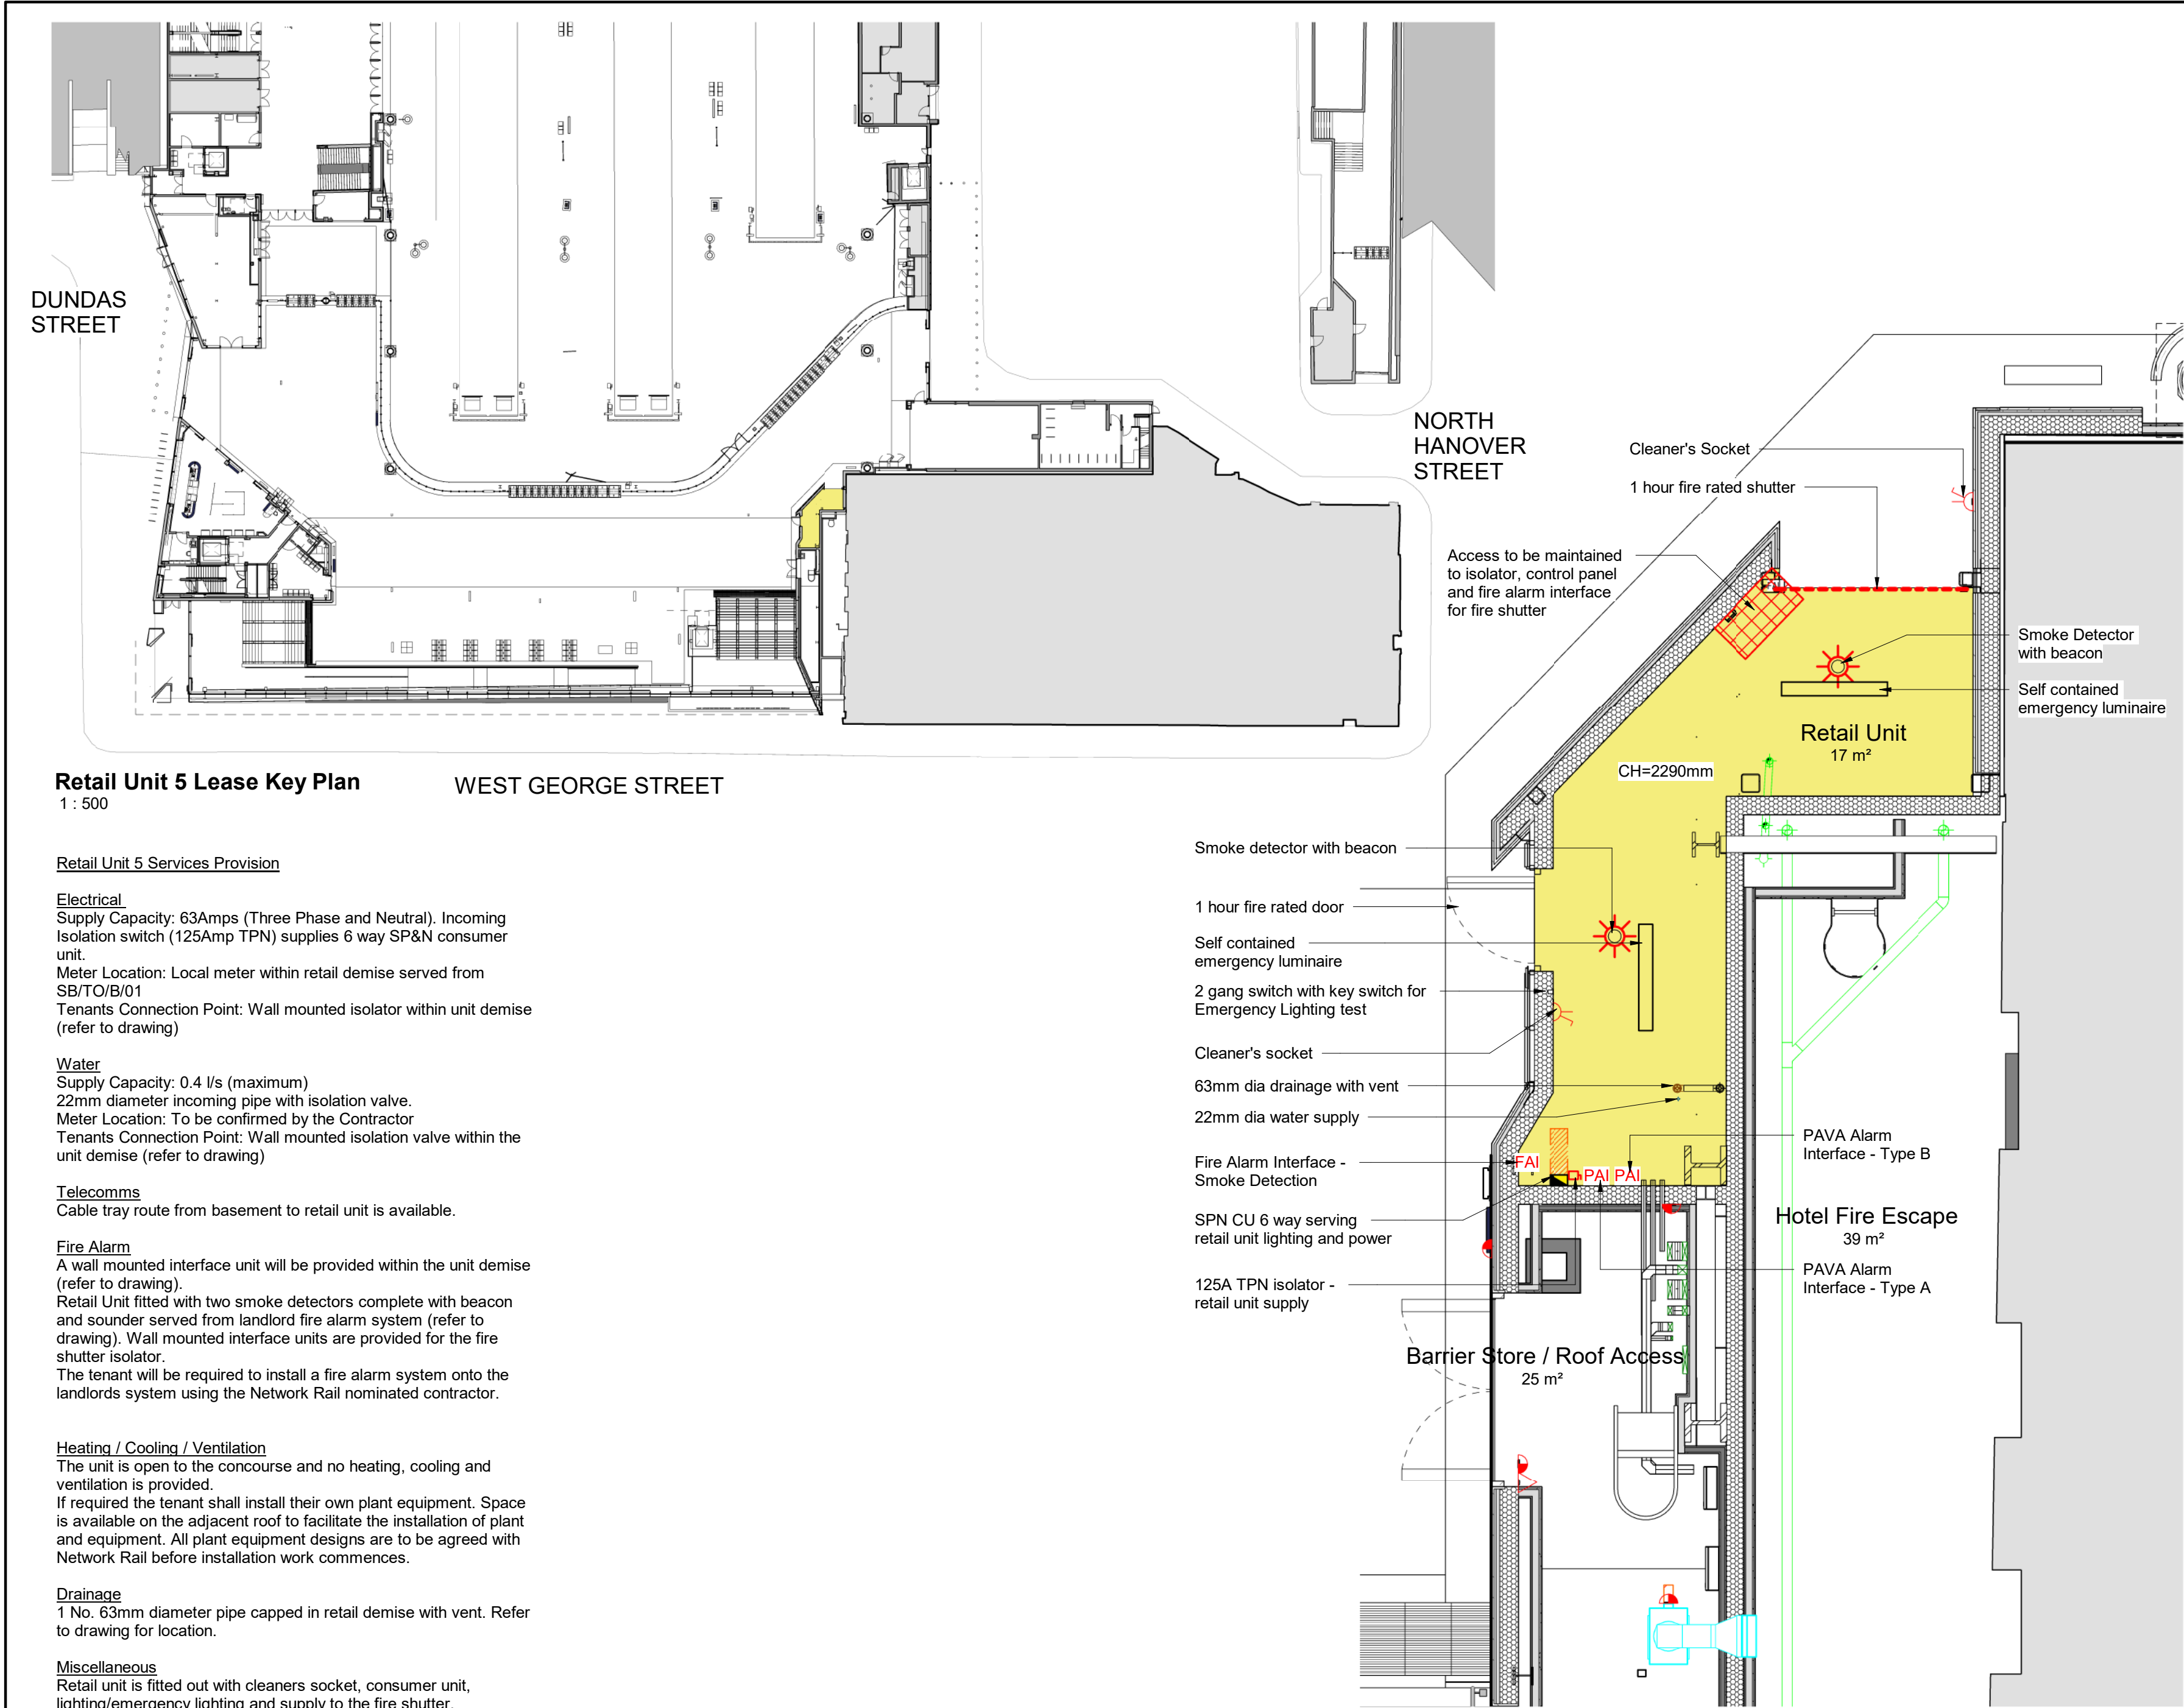 DUNDAS
STREET
NORTH
HANOVER
STREET
Retail Unit 5 Lease Key Plan
1 : 500
WEST GEORGE STREET
Retail Unit 5 Services Provision
Electrical
Supply Capacity: 63Amps (Three Phase and Neutral). Incoming
Isolation switch (125Amp TPN) supplies 6 way SP&N consumer
unit.
Meter Location: Local meter within retail demise served from
SB/TO/B/01
Tenants Connection Point: Wall mounted isolator within unit demise
(refer to drawing)
Water
Supply Capacity: 0.4 l/s (maximum)
22mm diameter incoming pipe with isolation valve.
Meter Location: To be confirmed by the Contractor
Tenants Connection Point: Wall mounted isolation valve within the
unit demise (refer to drawing)
Telecomms
Cable tray route from basement to retail unit is available.
Fire Alarm
A wall mounted interface unit will be provided within the unit demise
(refer to drawing).
Retail Unit fitted with two smoke detectors complete with beacon
and sounder served from landlord fire alarm system (refer to
drawing). Wall mounted interface units are provided for the fire
shutter isolator.
The tenant will be required to install a fire alarm system onto the
landlords system using the Network Rail nominated contractor.
Heating / Cooling / Ventilation
The unit is open to the concourse and no heating, cooling and
ventilation is provided.
If required the tenant shall install their own plant equipment. Space
is available on the adjacent roof to facilitate the installation of plant
and equipment. All plant equipment designs are to be agreed with
Network Rail before installation work commences.
Drainage
1 No. 63mm diameter pipe capped in retail demise with vent. Refer
to drawing for location.
Miscellaneous
Retail unit is fitted out with cleaners socket, consumer unit,
lighting/emergency lighting and supply to the fire shutter.
Cleaner's Socket
1 hour fire rated shutter
Access to be maintained
to isolator, control panel
and fire alarm interface
for fire shutter
Smoke Detector
with beacon
Self contained
emergency luminaire
Retail Unit
17 m²
CH=2290mm
Smoke detector with beacon
1 hour fire rated door
Self contained
emergency luminaire
2 gang switch with key switch for
Emergency Lighting test
Cleaner's socket
63mm dia drainage with vent
22mm dia water supply
Fire Alarm Interface -
Smoke Detection
FAI
PAI PAI
SPN CU 6 way serving
retail unit lighting and power
125A TPN isolator -
retail unit supply
PAVA Alarm
Interface - Type B
Hotel Fire Escape
39 m²
PAVA Alarm
Interface - Type A
Barrier Store / Roof Access
25 m²